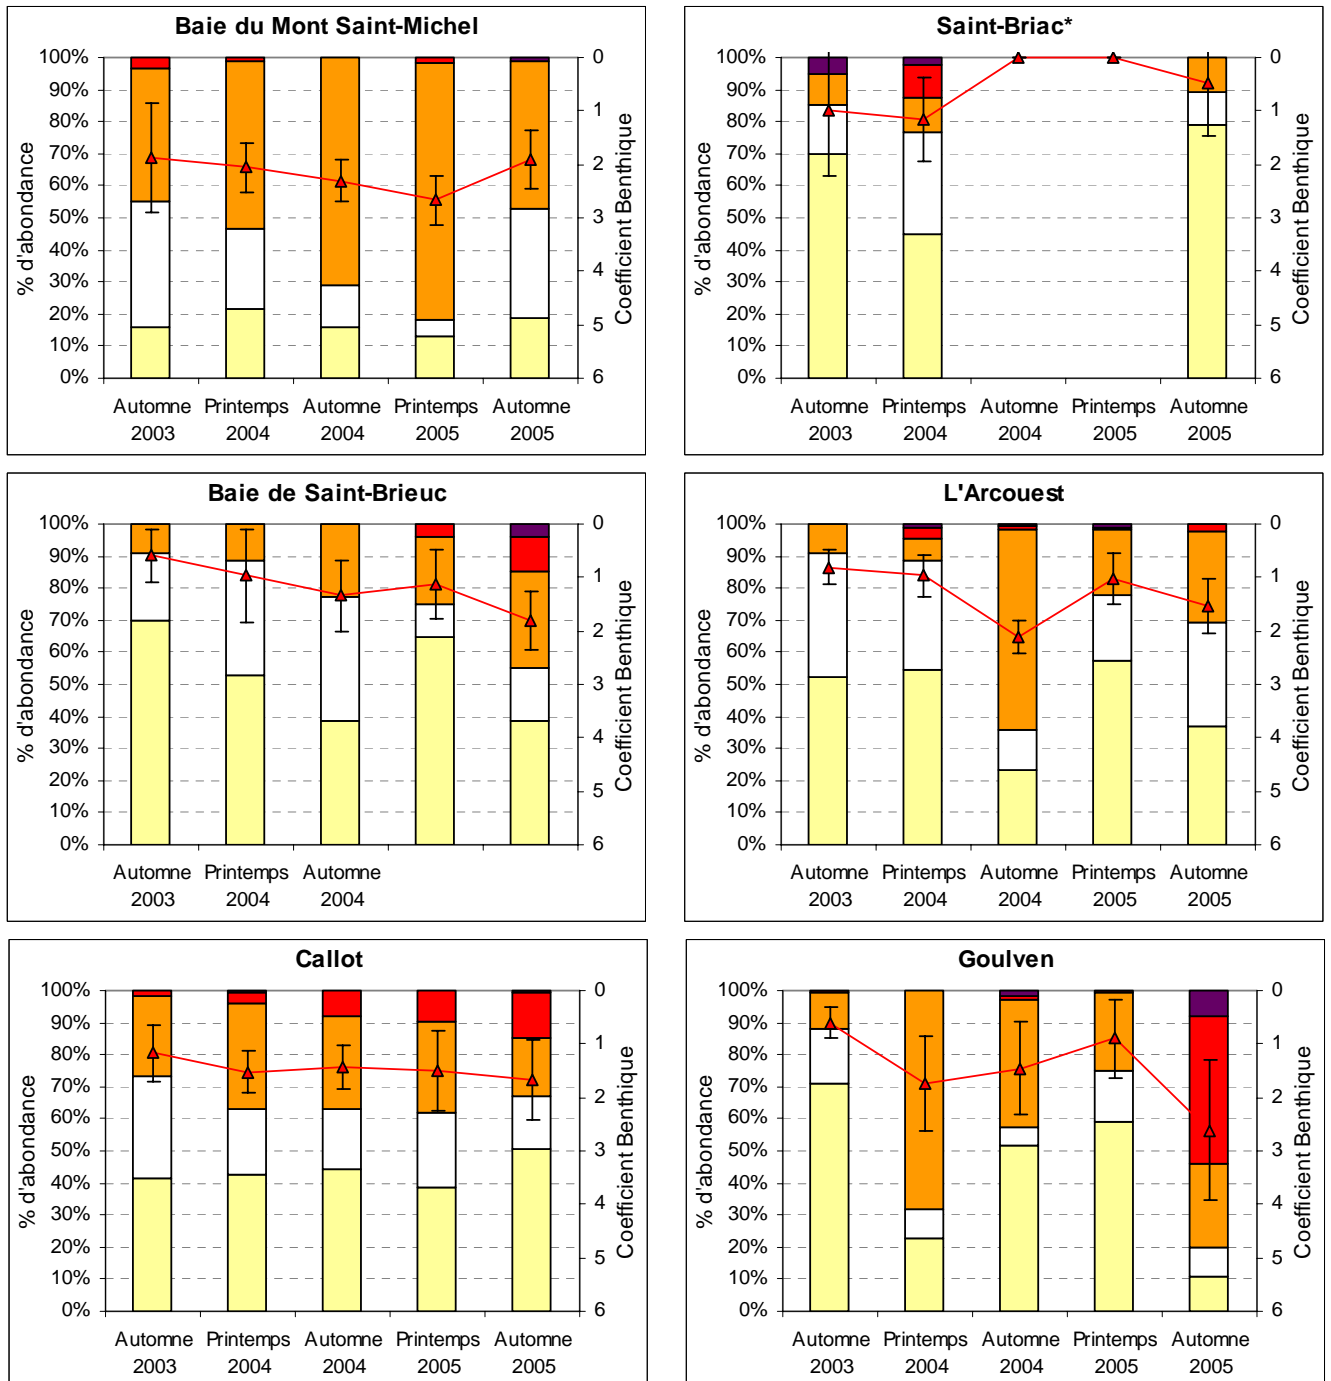 Baie du Mont Saint-Michel
100%
90%
80%
70%
60%
50%
40%
30%
20%
10%
0%
% d'abondance
0
1
2
3
4
5
6
Coefficient Benthique
Automne 2003
Printemps 2004
Automne 2004
Printemps 2005
Automne 2005
Saint-Briac*
100%
90%
80%
70%
60%
50%
40%
30%
20%
10%
0%
% d'abondance
0
1
2
3
4
5
6
Coefficient Benthique
Automne 2003
Printemps 2004
Automne 2004
Printemps 2005
Automne 2005
Baie de Saint-Brieuc
100%
90%
80%
70%
60%
50%
40%
30%
20%
10%
0%
% d'abondance
0
1
2
3
4
5
6
Coefficient Benthique
Automne 2003
Printemps 2004
Automne 2004
L'Arcouest
100%
90%
80%
70%
60%
50%
40%
30%
20%
10%
0%
% d'abondance
0
1
2
3
4
5
6
Coefficient Benthique
Automne 2003
Printemps 2004
Automne 2004
Printemps 2005
Automne 2005
Callot
100%
90%
80%
70%
60%
50%
40%
30%
20%
10%
0%
% d'abondance
0
1
2
3
4
5
6
Coefficient Benthique
Automne 2003
Printemps 2004
Automne 2004
Printemps 2005
Automne 2005
Goulven
100%
90%
80%
70%
60%
50%
40%
30%
20%
10%
0%
% d'abondance
0
1
2
3
4
5
6
Coefficient Benthique
Automne 2003
Printemps 2004
Automne 2004
Printemps 2005
Automne 2005